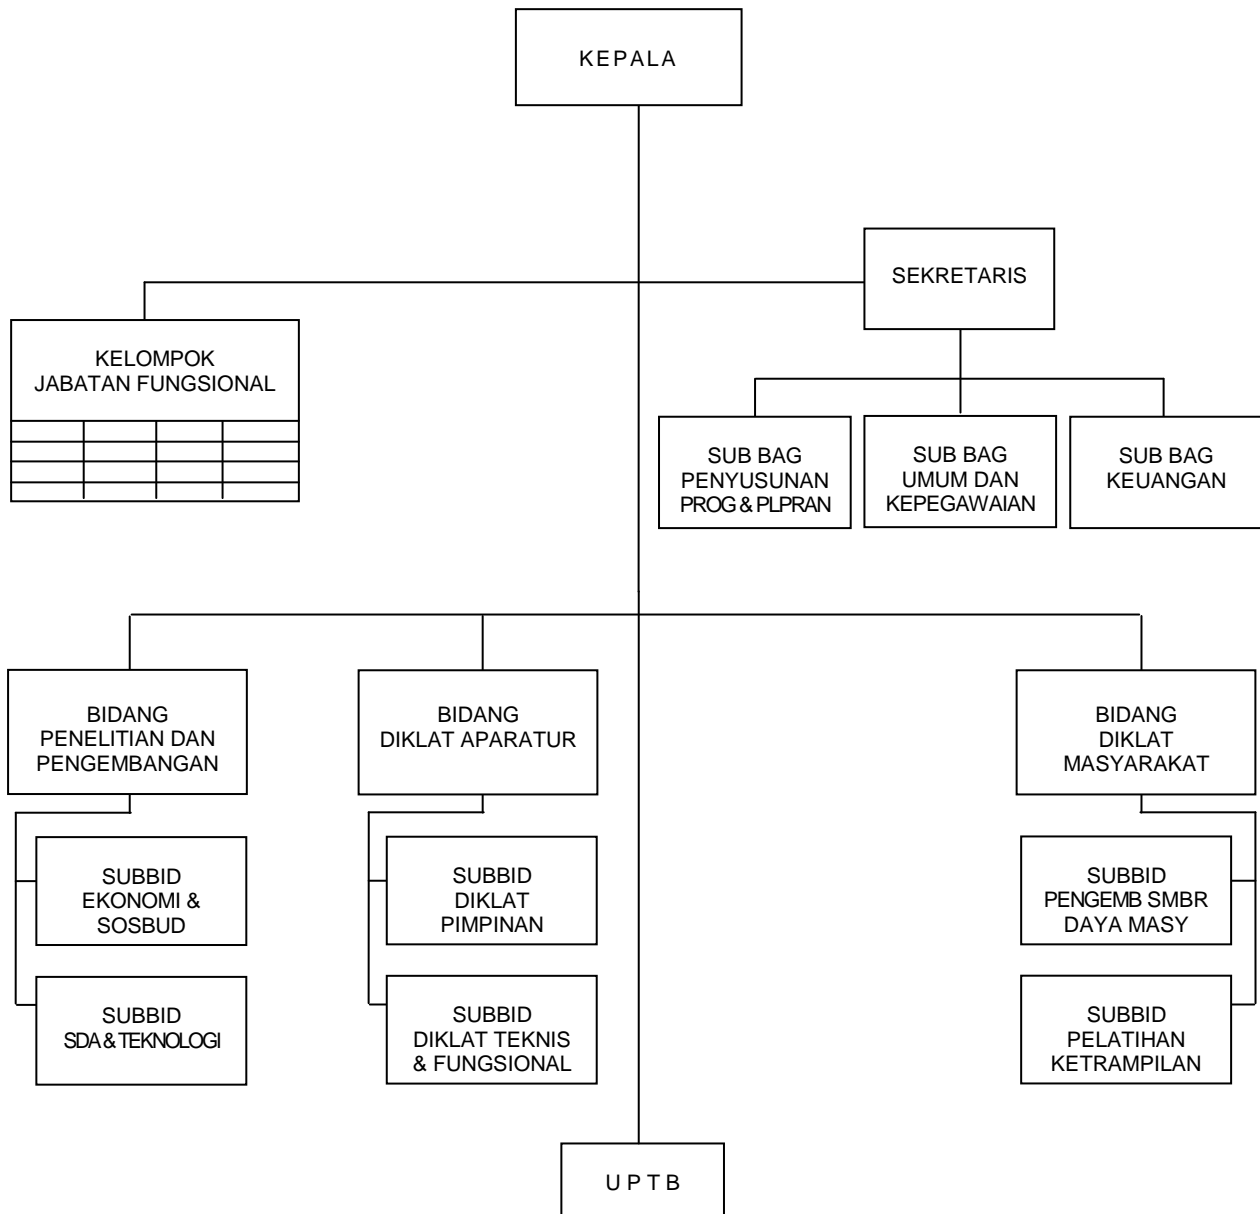 KEPALA
SEKRETARIS
KELOMPOK
JABATAN FUNGSIONAL
SUB BAG
PENYUSUNAN
PROG & PLPRAN
SUB BAG
UMUM DAN
KEPEGAWAIAN
SUB BAG
KEUANGAN
BIDANG
PENELITIAN DAN
PENGEMBANGAN
BIDANG
DIKLAT APARATUR
BIDANG
DIKLAT
MASYARAKAT
SUBBID
EKONOMI &
SOSBUD
SUBBID
DIKLAT
PIMPINAN
SUBBID
PENGEMB SMBR
DAYA MASY
SUBBID
SDA & TEKNOLOGI
SUBBID
DIKLAT TEKNIS
& FUNGSIONAL
SUBBID
PELATIHAN
KETRAMPILAN
U P T B